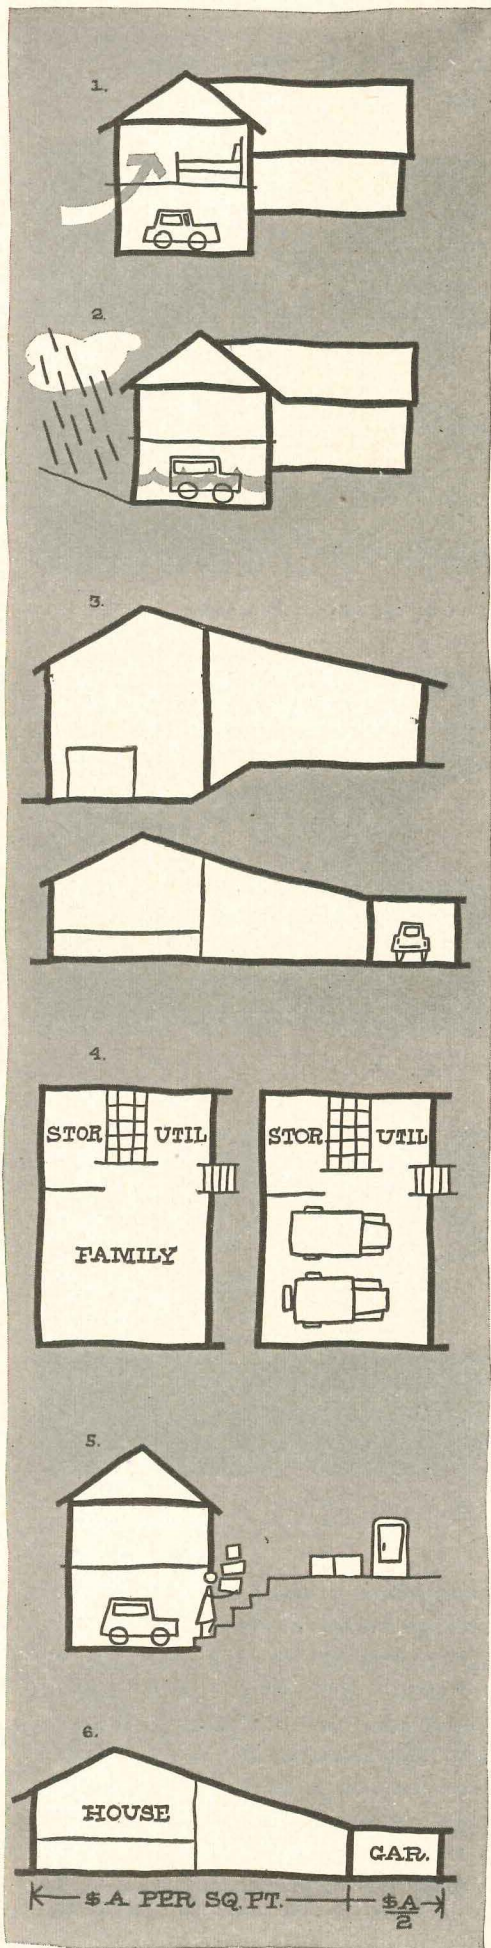 1.
2.
3.
4.
STOR UTIL STOR. UTIL
FAMILY
5.
6.
HOUSE
GAR.
$A PER SQ. FT. $A
2